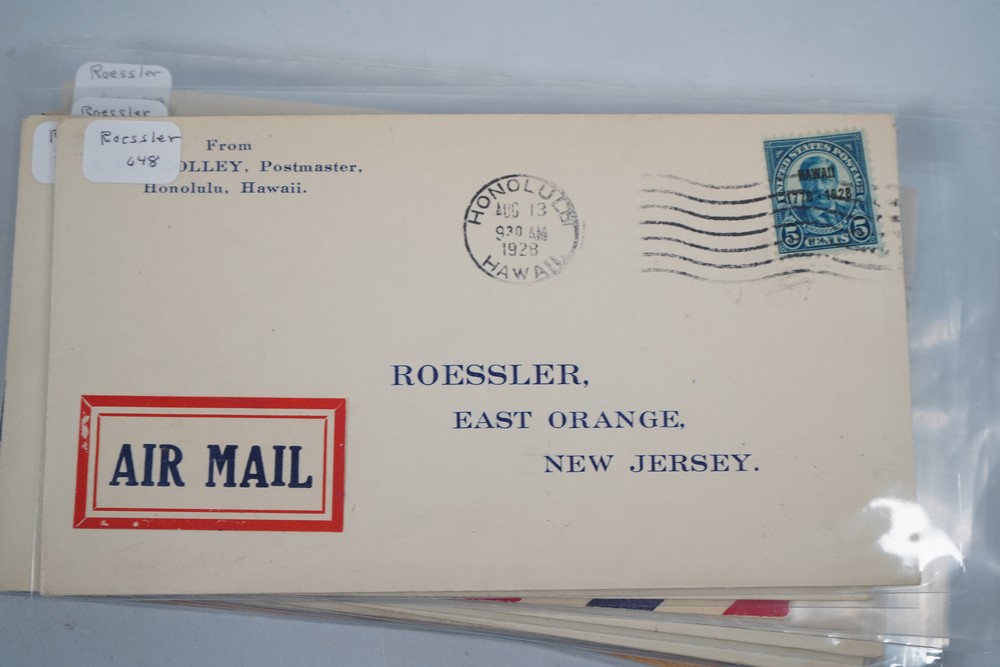 Roessler
Roessler
Roessler
648
From
OLLEY, Postmaster,
Honolulu, Hawaii.
HONOLULU
AUG 13
930 AM
1928
HAWAII
UNITED STATES POSTAGE
HAWAII
1778 - 1928
5 CENTS 5
ROESSLER,
EAST ORANGE,
NEW JERSEY.
AIR MAIL